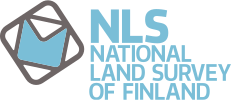 NLS
NATIONAL
LAND SURVEY
OF FINLAND